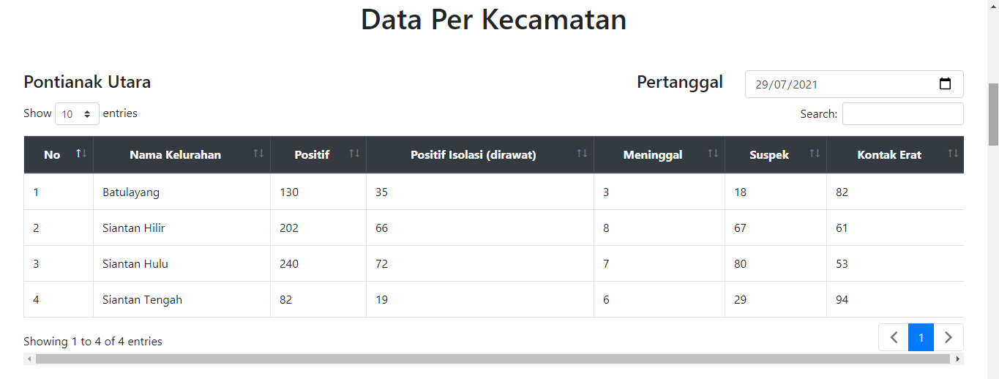 Data Per Kecamatan
Pontianak Utara Pertanggal 29/07/2021
Show 10 entries Search:
No Nama Kelurahan Positif Positif Isolasi (dirawat) Meninggal Suspek Kontak Erat
1 Batulayang 130 35 3 18 82
2 Siantan Hilir 202 66 8 67 61
3 Siantan Hulu 240 72 7 80 53
4 Siantan Tengah 82 19 6 29 94
Showing 1 to 4 of 4 entries 1